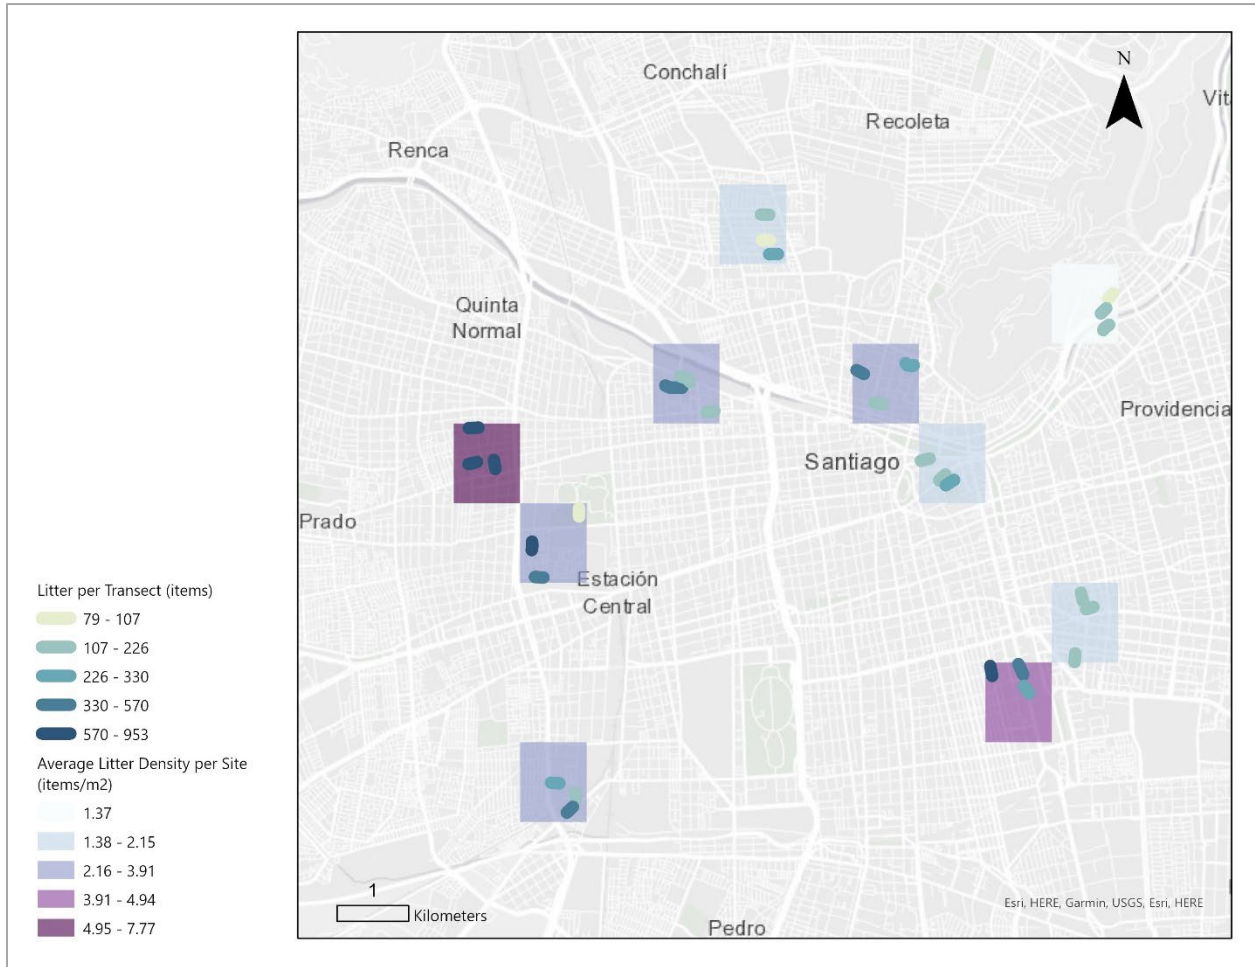 Conchalí
N
Vit
Recoleta
Renca
Quinta
Normal
Providencia
Santiago
Prado
Estación
Central
Litter per Transect (items)
79 - 107
107 - 226
226 - 330
330 - 570
570 - 953
Average Litter Density per Site
(items/m2)
1.37
1.38 - 2.15
2.16 - 3.91
3.91 - 4.94
4.95 - 7.77
1
Kilometers
Esri, HERE, Garmin, USGS, Esri, HERE
Pedro